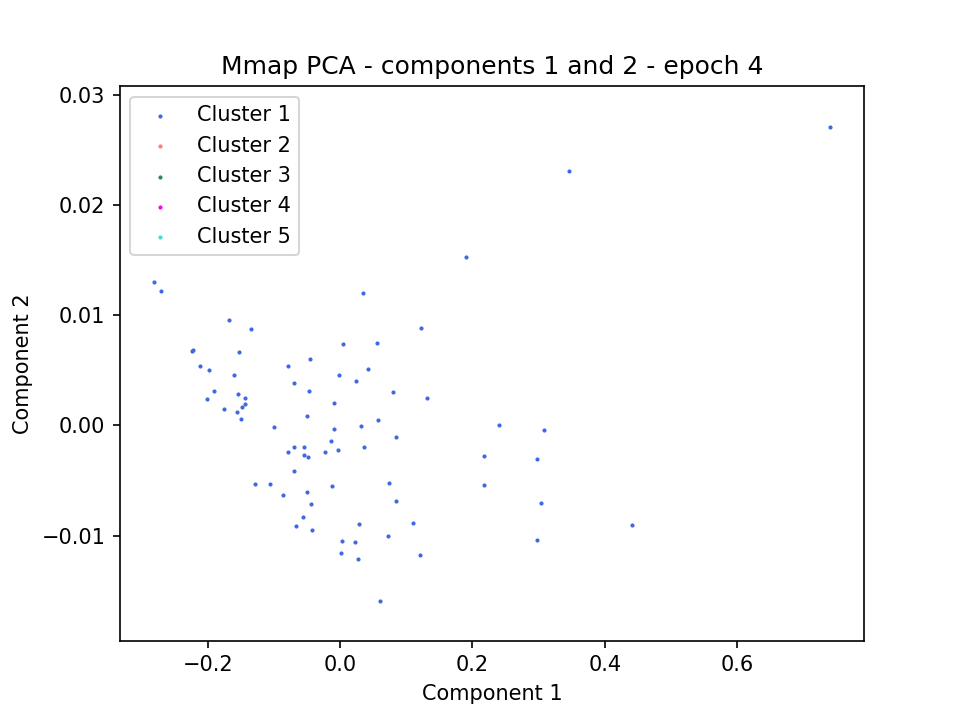 Mmap PCA - components 1 and 2 - epoch 4
0.03
0.02
0.01
0.00
−0.01
Component 2
Cluster 1
Cluster 2
Cluster 3
Cluster 4
Cluster 5
−0.2
0.0
0.2
0.4
0.6
Component 1